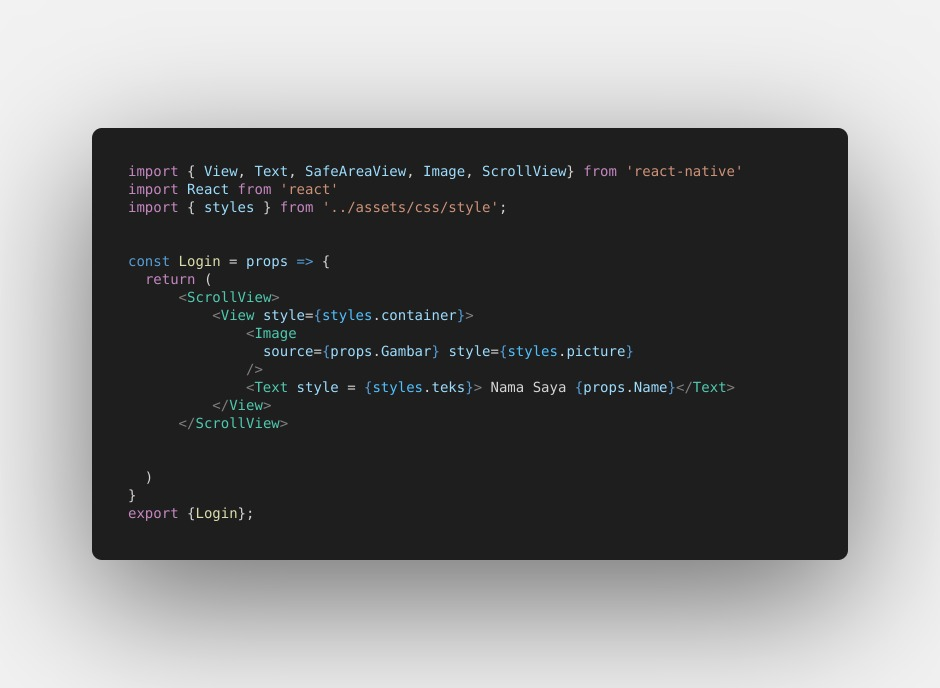 import { View, Text, SafeAreaView, Image, ScrollView} from 'react-native'
import React from 'react'
import { styles } from '../assets/css/style';
const Login = props => {
  return (
      <ScrollView>
          <View style={styles.container}>
              <Image
                source={props.Gambar} style={styles.picture}
              />
              <Text style = {styles.teks}> Nama Saya {props.Name}</Text>
          </View>
      </ScrollView>
  )
}
export {Login};